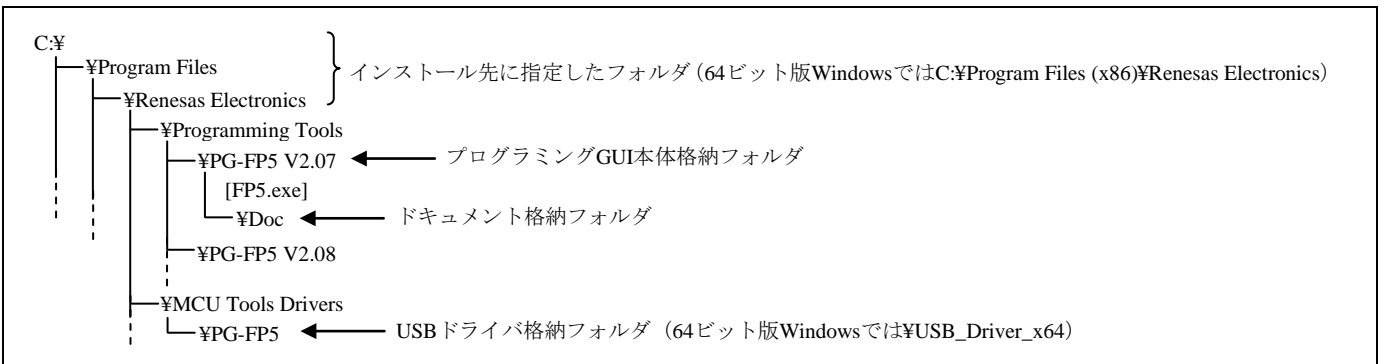 C:¥
¥Program Files
インストール先に指定したフォルダ（64ビット版WindowsではC:¥Program Files (x86)¥Renesas Electronics）
¥Renesas Electronics
¥Programming Tools
¥PG-FP5 V2.07 プログラミングGUI本体格納フォルダ
[FP5.exe]
¥Doc ドキュメント格納フォルダ
¥PG-FP5 V2.08
¥MCU Tools Drivers
¥PG-FP5 USBドライバ格納フォルダ（64ビット版Windowsでは¥USB_Driver_x64）